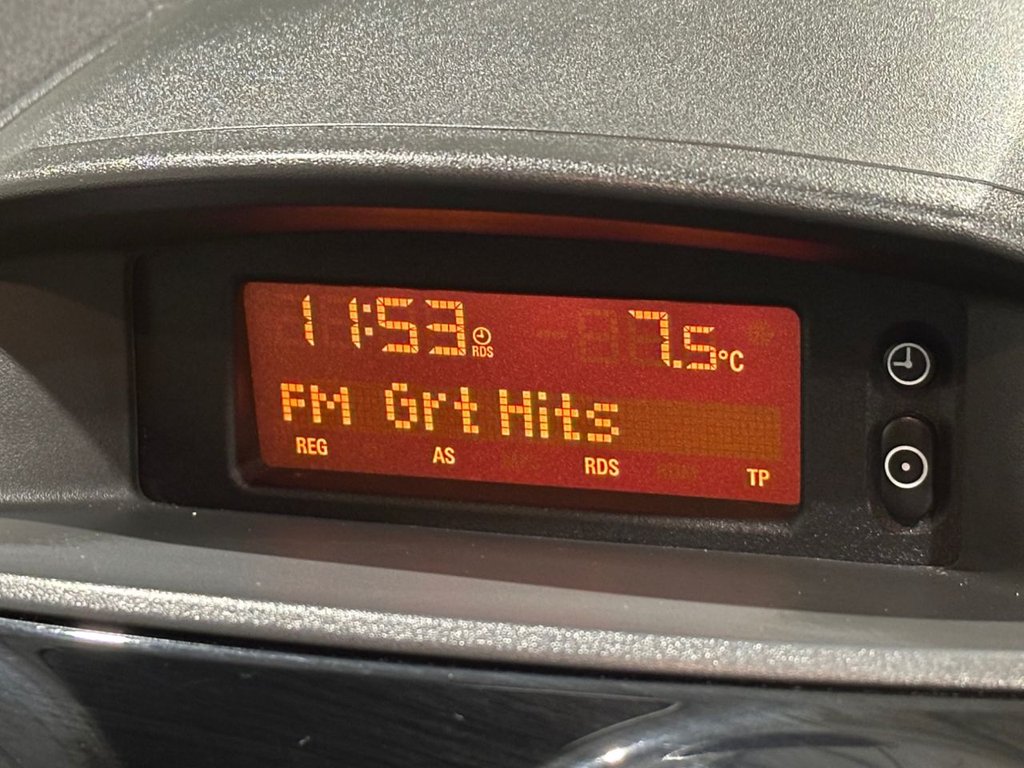 11:53 RDS 7.5°C
FM Grt Hits
REG AS RDS TP